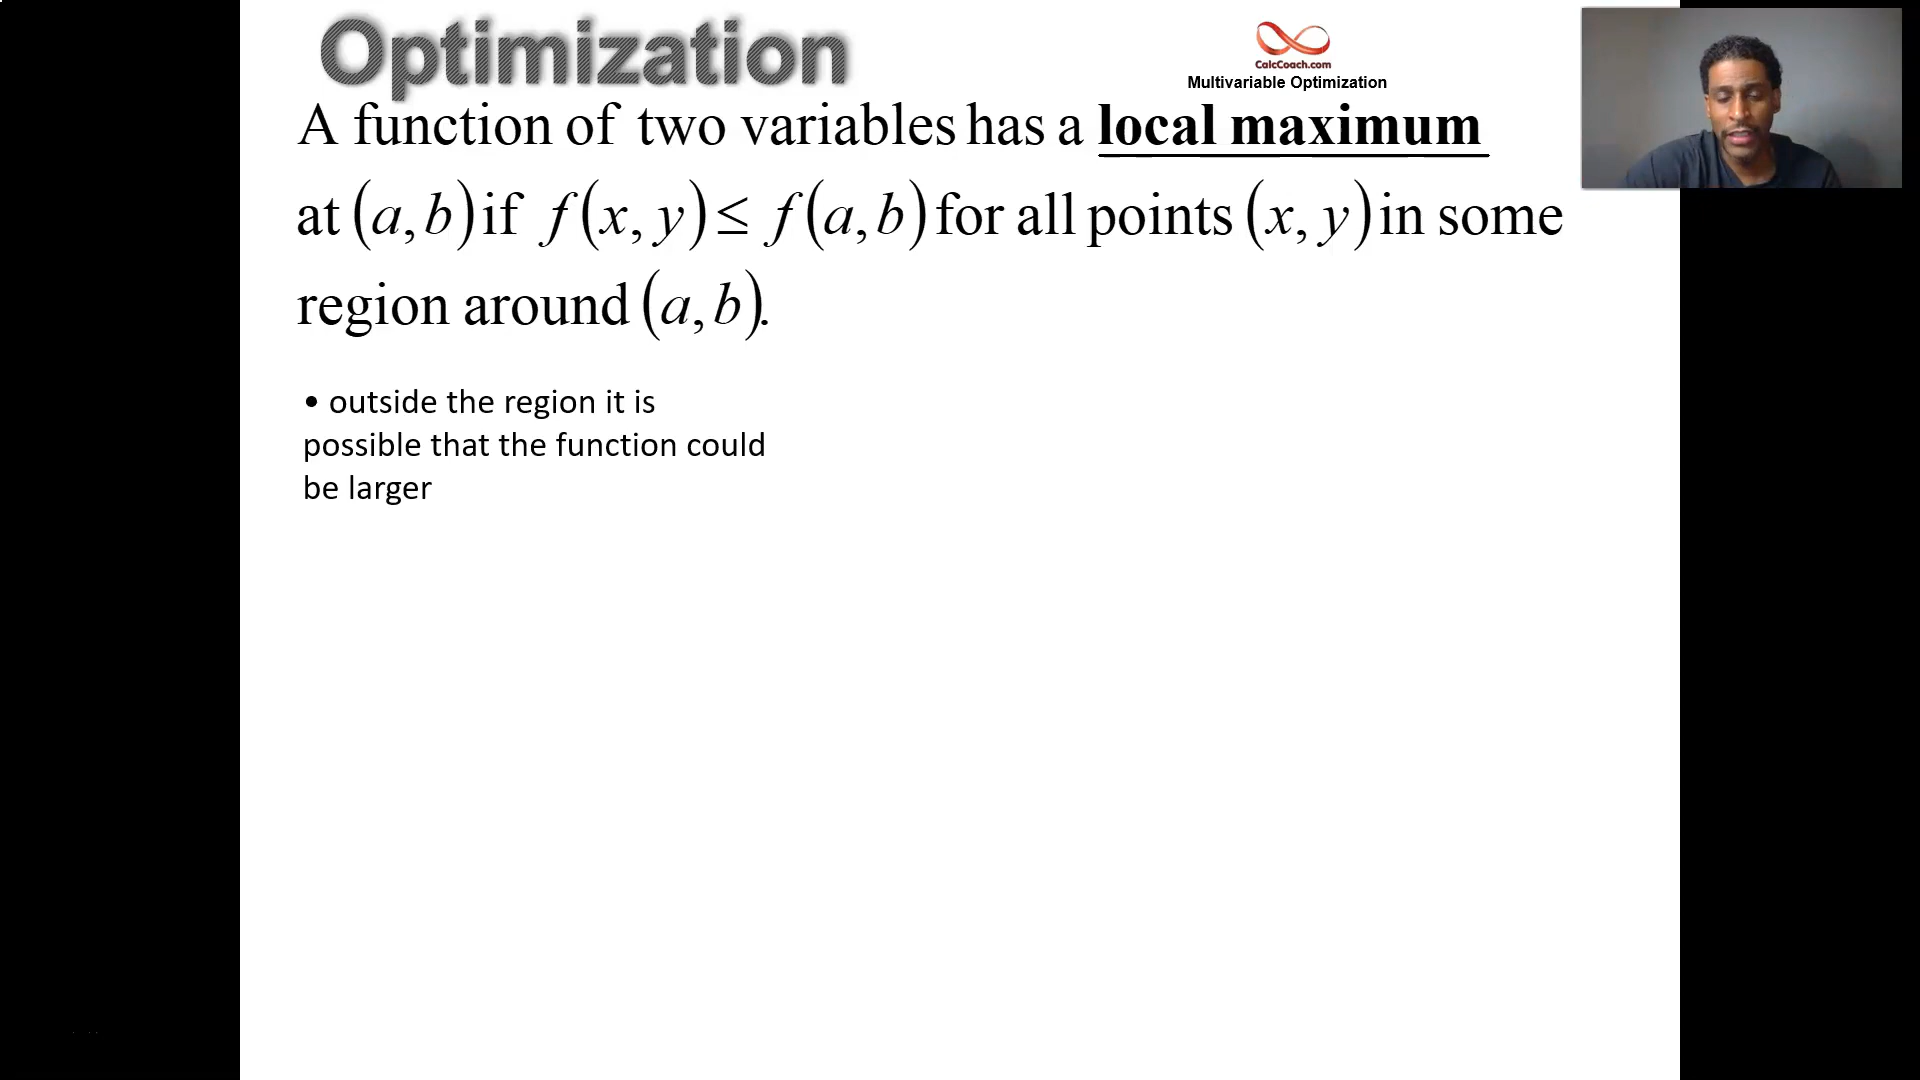 Optimization
CalcCoach.com
Multivariable Optimization
A function of two variables has a local maximum
at (a, b) if f(x, y) ≤ f(a, b) for all points (x, y) in some
region around (a, b).
• outside the region it is
possible that the function could
be larger